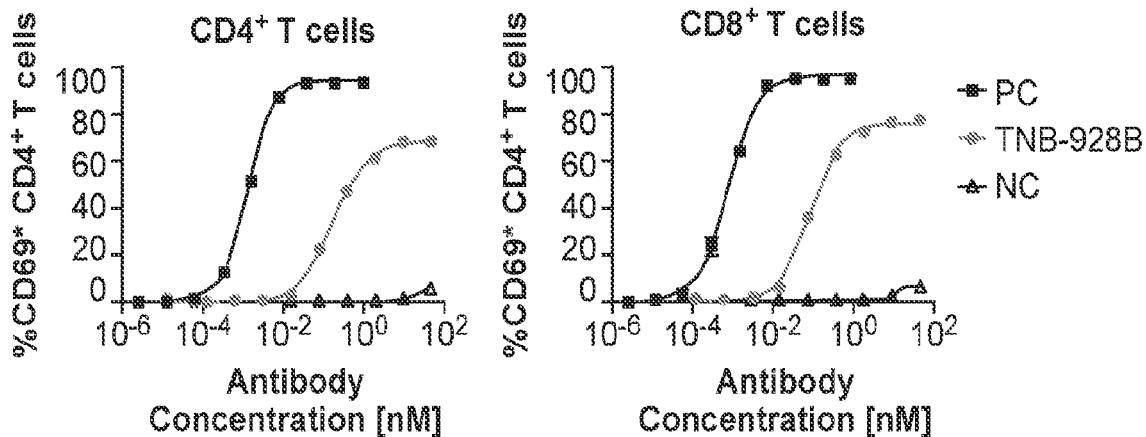 CD4⁺ T cells
%CD69* CD4⁺ T cells
100
80
60
40
20
0
10⁻⁶ 10⁻⁴ 10⁻² 10⁰ 10²
Antibody
Concentration [nM]
CD8⁺ T cells
%CD69* CD4⁺ T cells
100
80
60
40
20
0
10⁻⁶ 10⁻⁴ 10⁻² 10⁰ 10²
Antibody
Concentration [nM]
PC
TNB-928B
NC